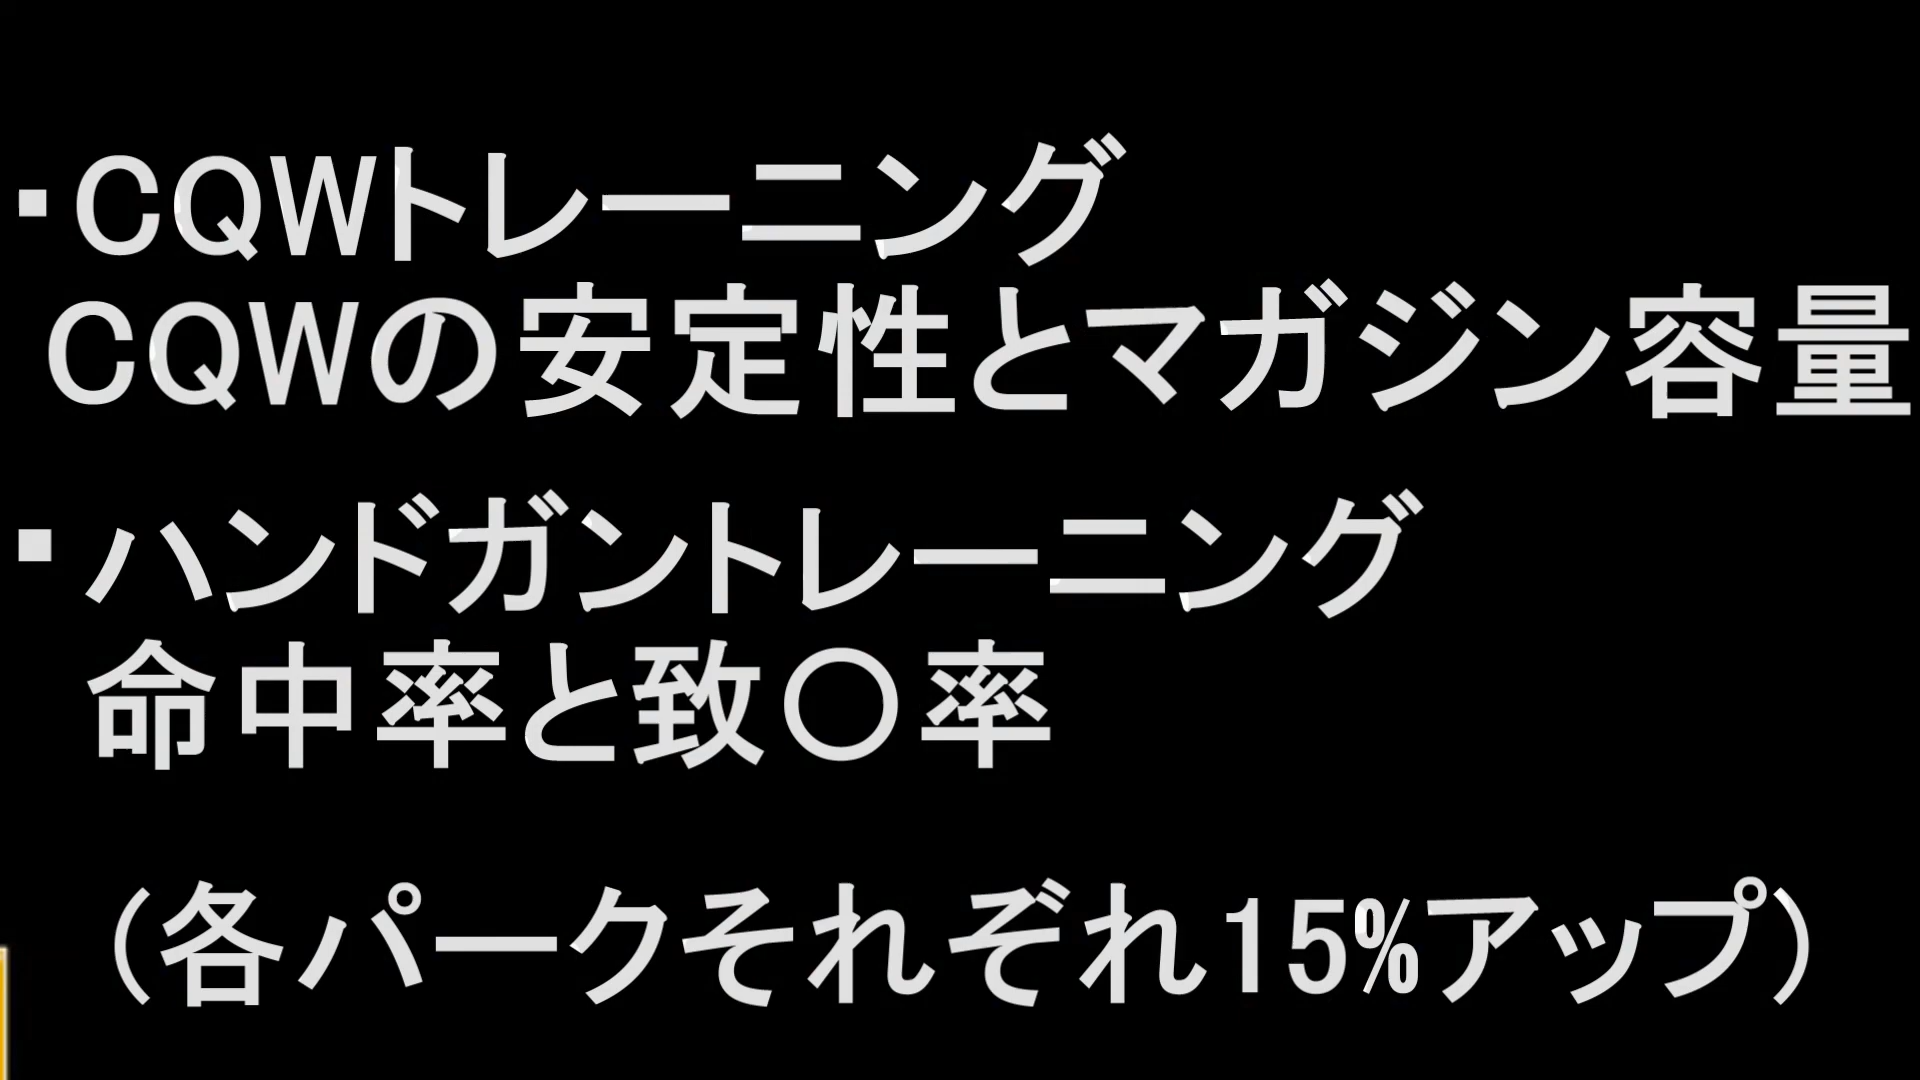 ・CQWトレーニング
CQWの安定性とマガジン容量
・ハンドガントレーニング
命中率と致〇率
(各パークそれぞれ15%アップ)